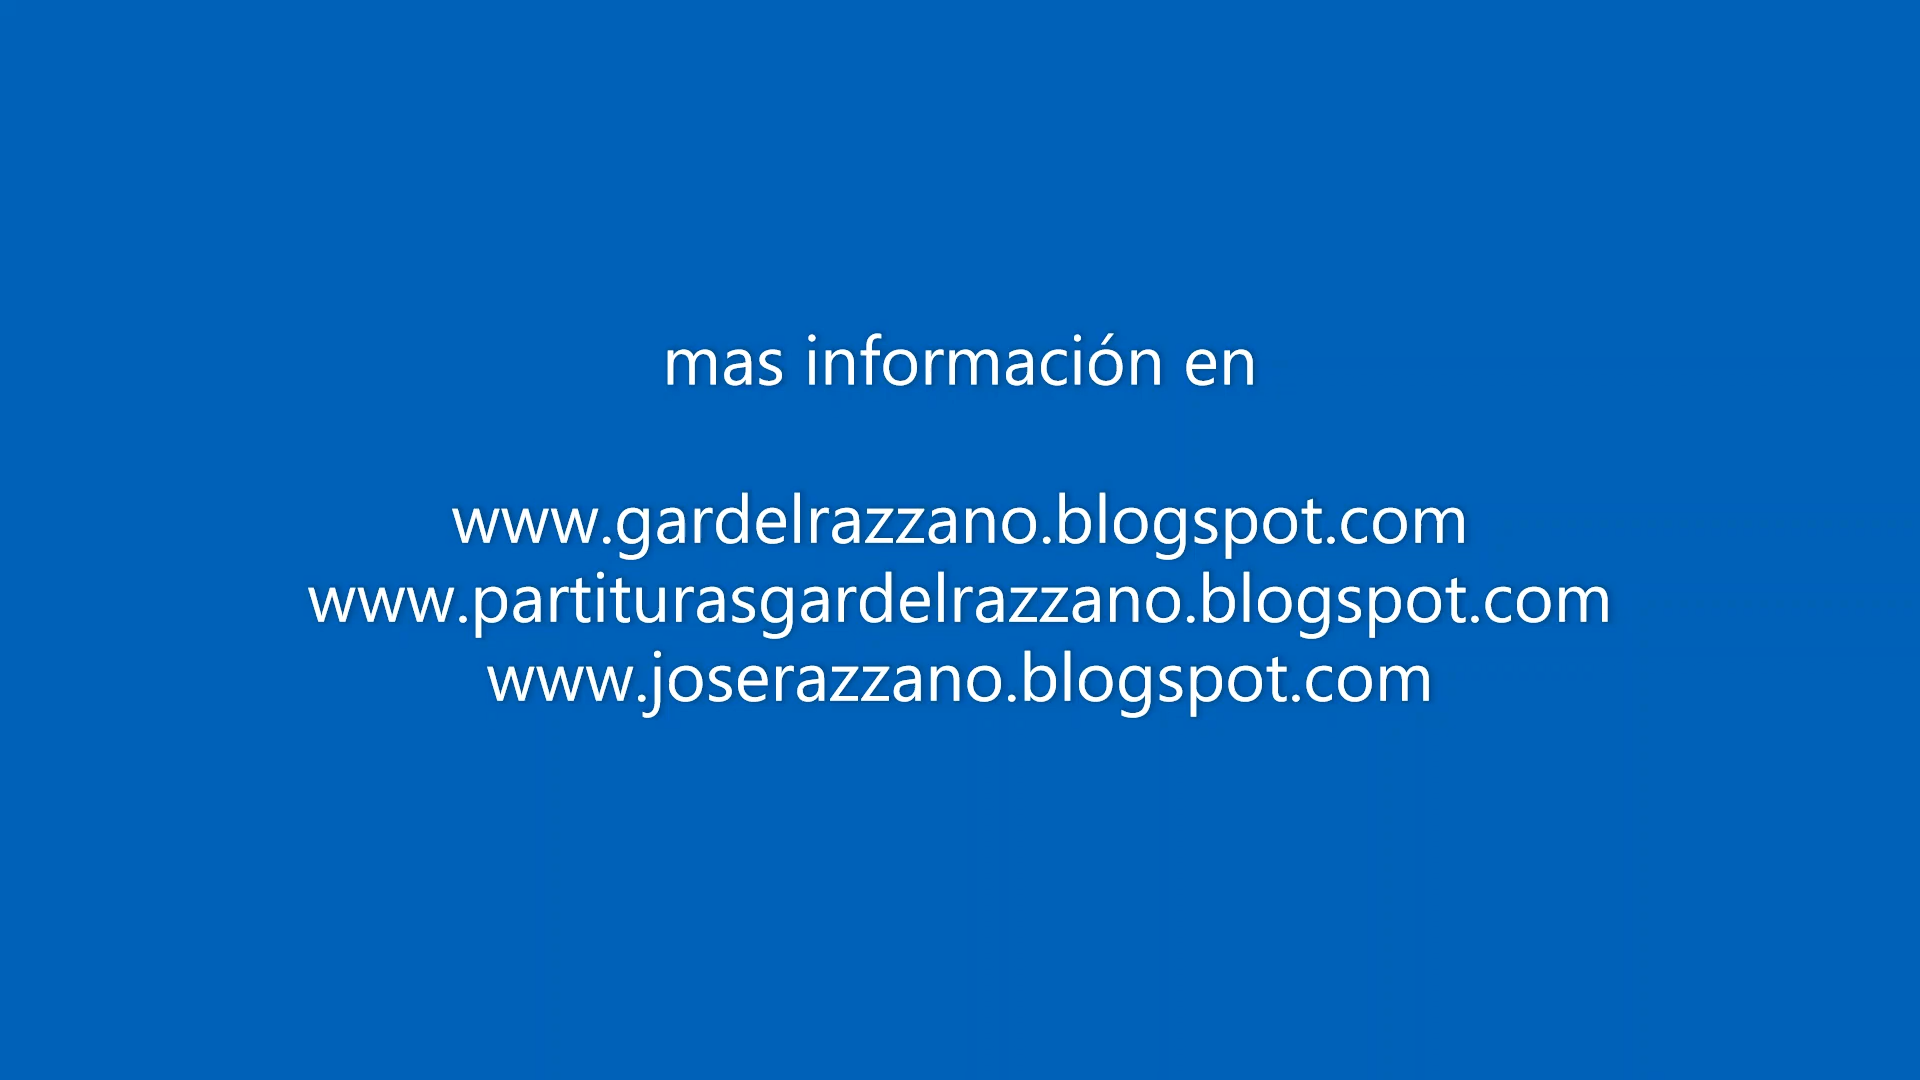 mas información en
www.gardelrazzano.blogspot.com
www.partiturasgardelrazzano.blogspot.com
www.joserazzano.blogspot.com